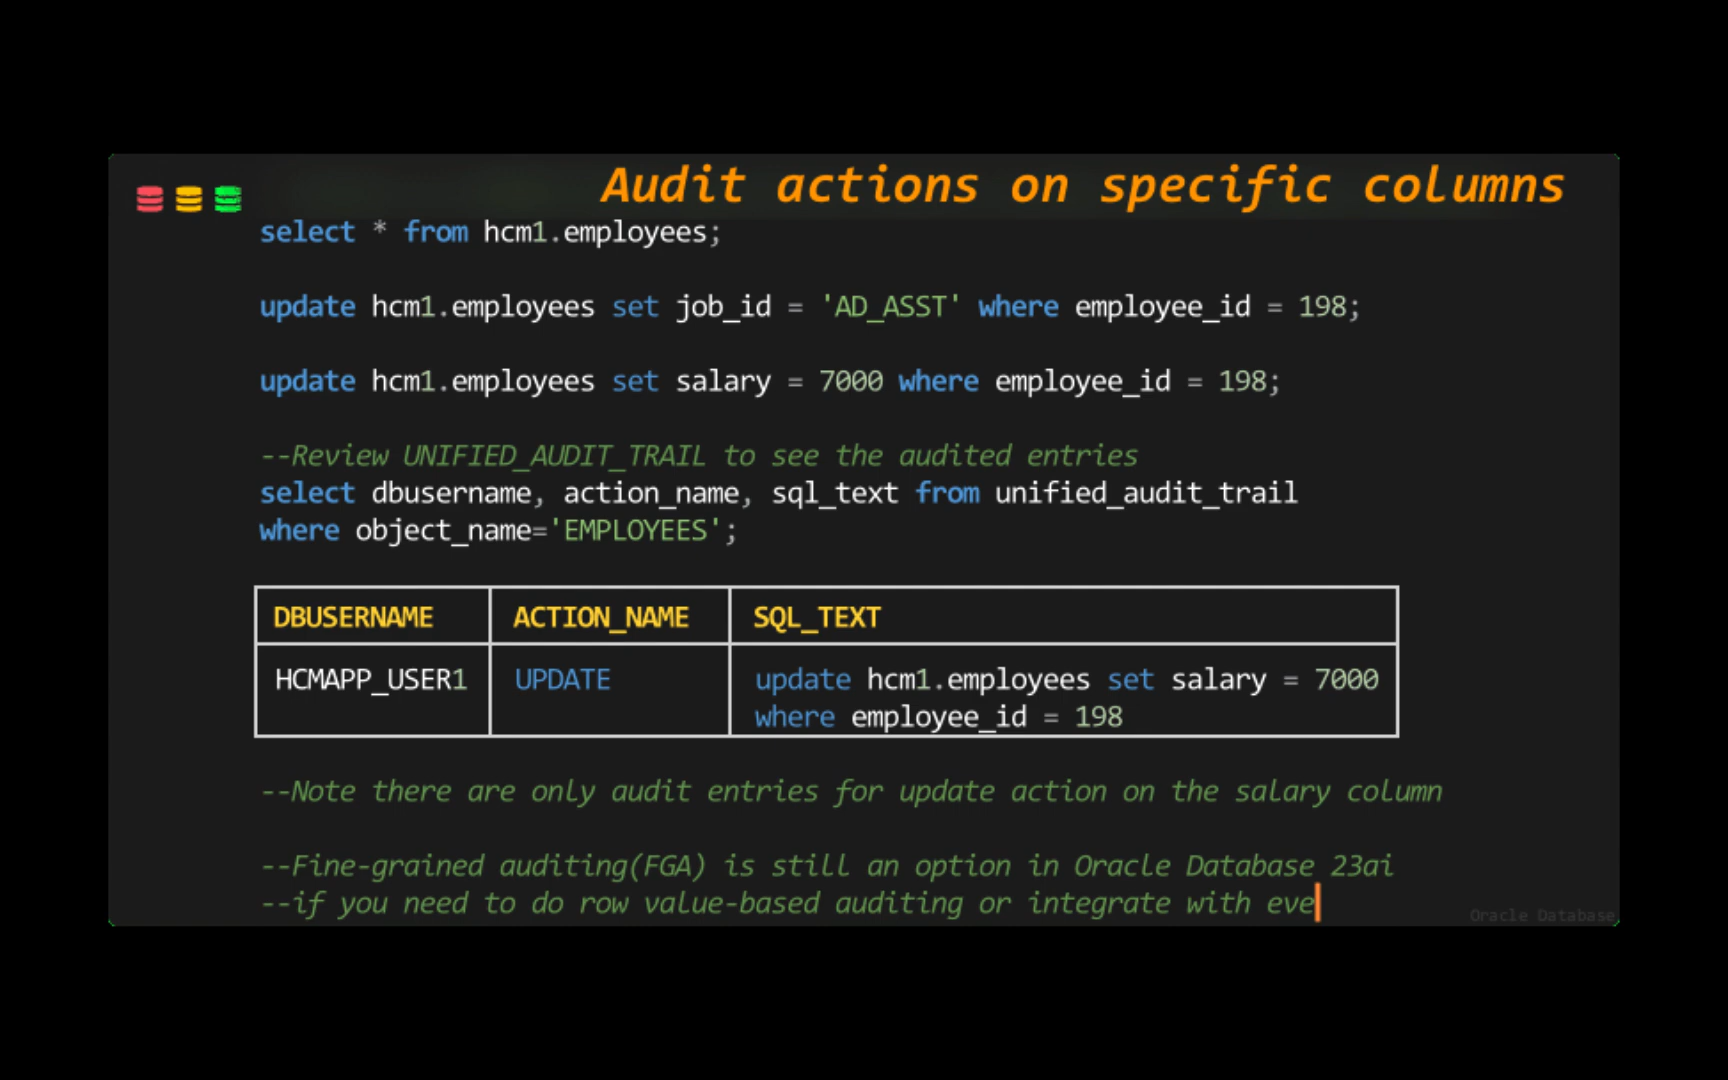 Audit actions on specific columns
select * from hcm1.employees;
update hcm1.employees set job_id = 'AD_ASST' where employee_id = 198;
update hcm1.employees set salary = 7000 where employee_id = 198;
--Review UNIFIED_AUDIT_TRAIL to see the audited entries
select dbusername, action_name, sql_text from unified_audit_trail
where object_name='EMPLOYEES';
DBUSERNAME ACTION_NAME SQL_TEXT
HCMAPP_USER1 UPDATE update hcm1.employees set salary = 7000
where employee_id = 198
--Note there are only audit entries for update action on the salary column
--Fine-grained auditing(FGA) is still an option in Oracle Database 23ai
--if you need to do row value-based auditing or integrate with eve
Oracle Database